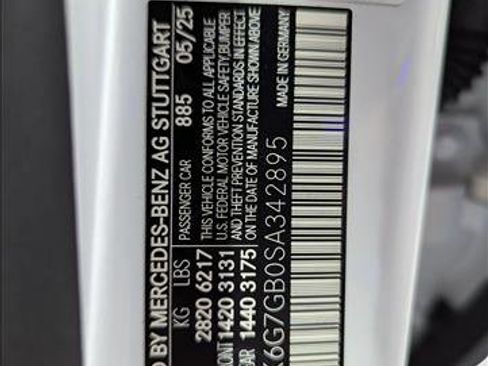 D BY MERCEDES-BENZ AG STUTTGART
885 05/25
KG LBS PASSENGER CAR
2820 6217 THIS VEHICLE CONFORMS TO ALL APPLICABLE
U.S. FEDERAL MOTOR VEHICLE SAFETY, BUMPER
ONT 1420 3131 AND THEFT PREVENTION STANDARDS IN EFFECT
AR 1440 3175 ON THE DATE OF MANUFACTURE SHOWN ABOVE
MADE IN GERMANY
6G7GB0SA342895